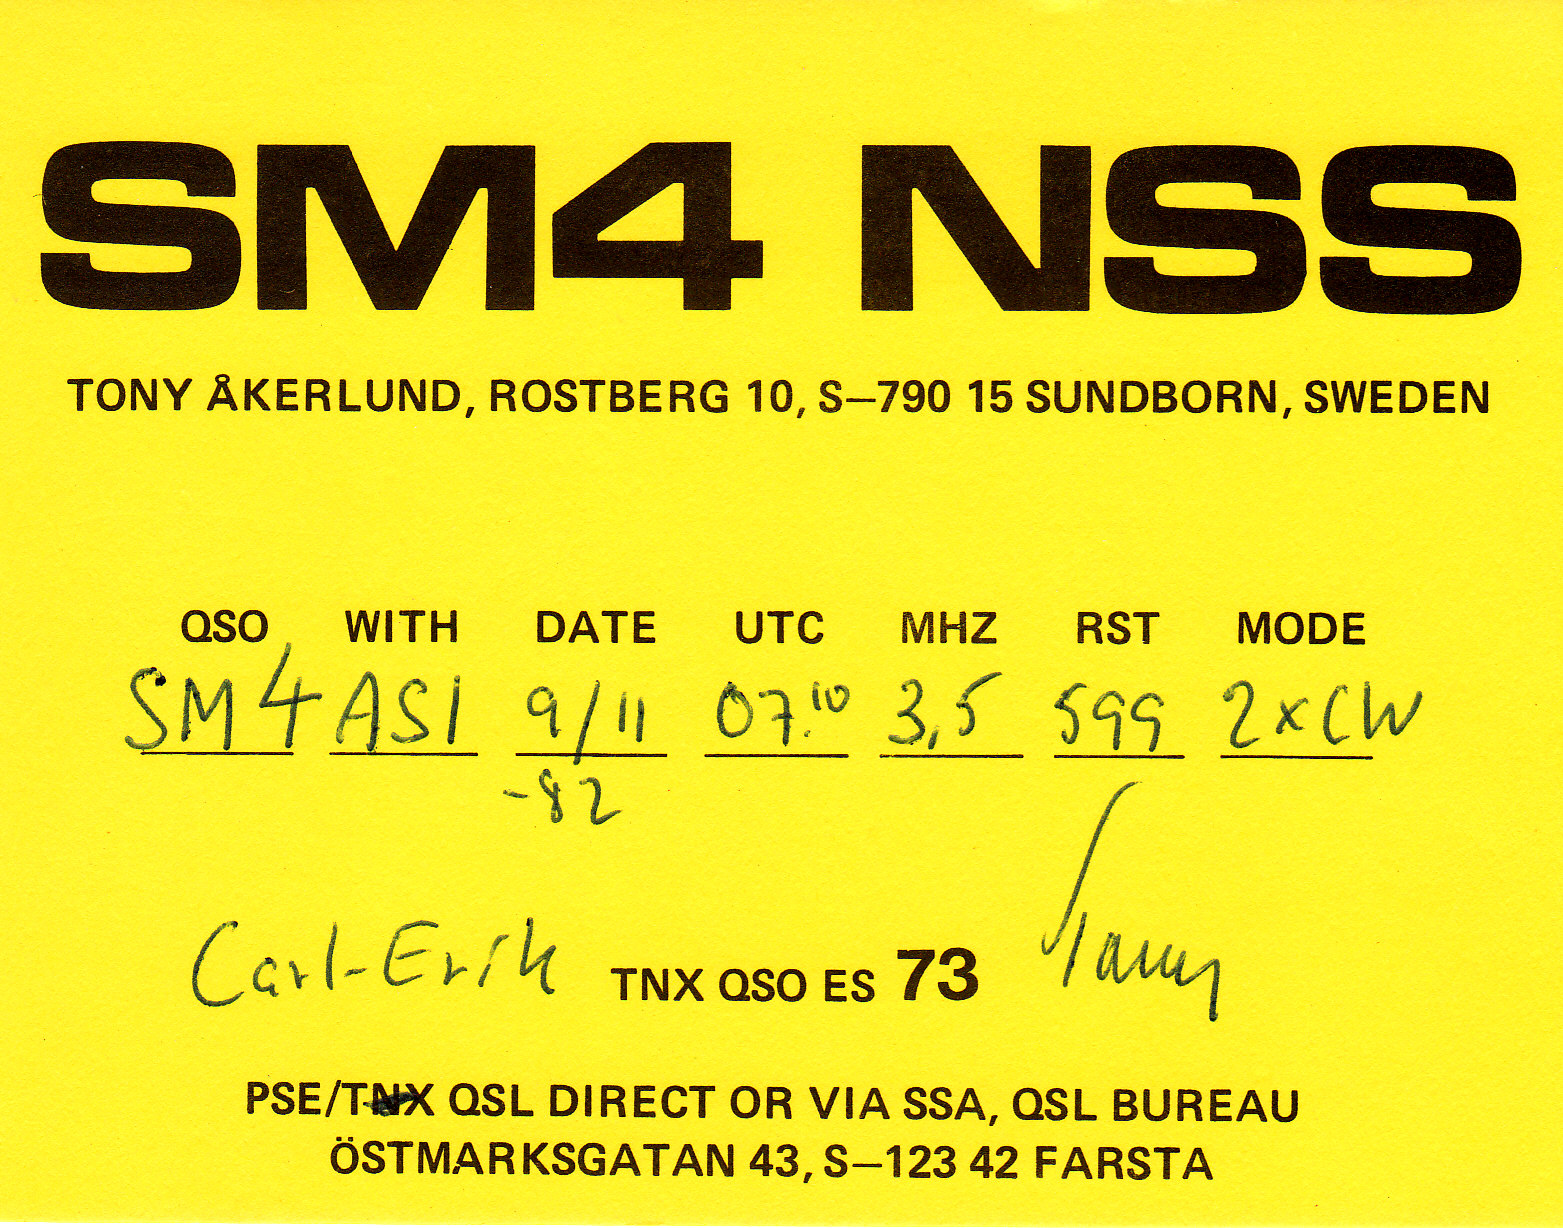 SM4 NSS
TONY ÅKERLUND, ROSTBERG 10, S–790 15 SUNDBORN, SWEDEN
QSO WITH DATE UTC MHZ RST MODE
SM4ASI 9/11 07.10 3,5 599 2xCW
-82
Carl-Erik TNX QSO ES 73 Tony
PSE/TNX QSL DIRECT OR VIA SSA, QSL BUREAU
ÖSTMARKSGATAN 43, S–123 42 FARSTA